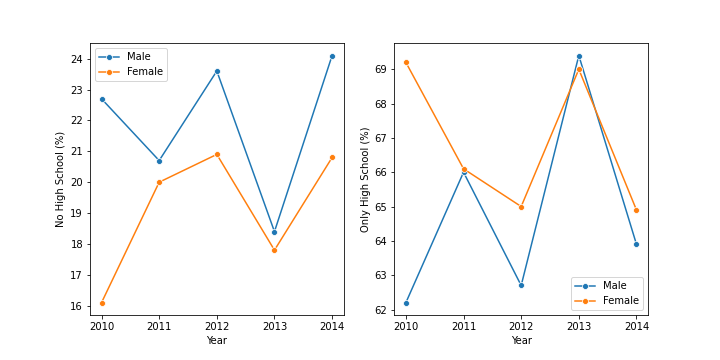 No High School (%)
24
23
22
21
20
19
18
17
16
Male
Female
2010 2011 2012 2013 2014
Year
Only High School (%)
69
68
67
66
65
64
63
62
Male
Female
2010 2011 2012 2013 2014
Year